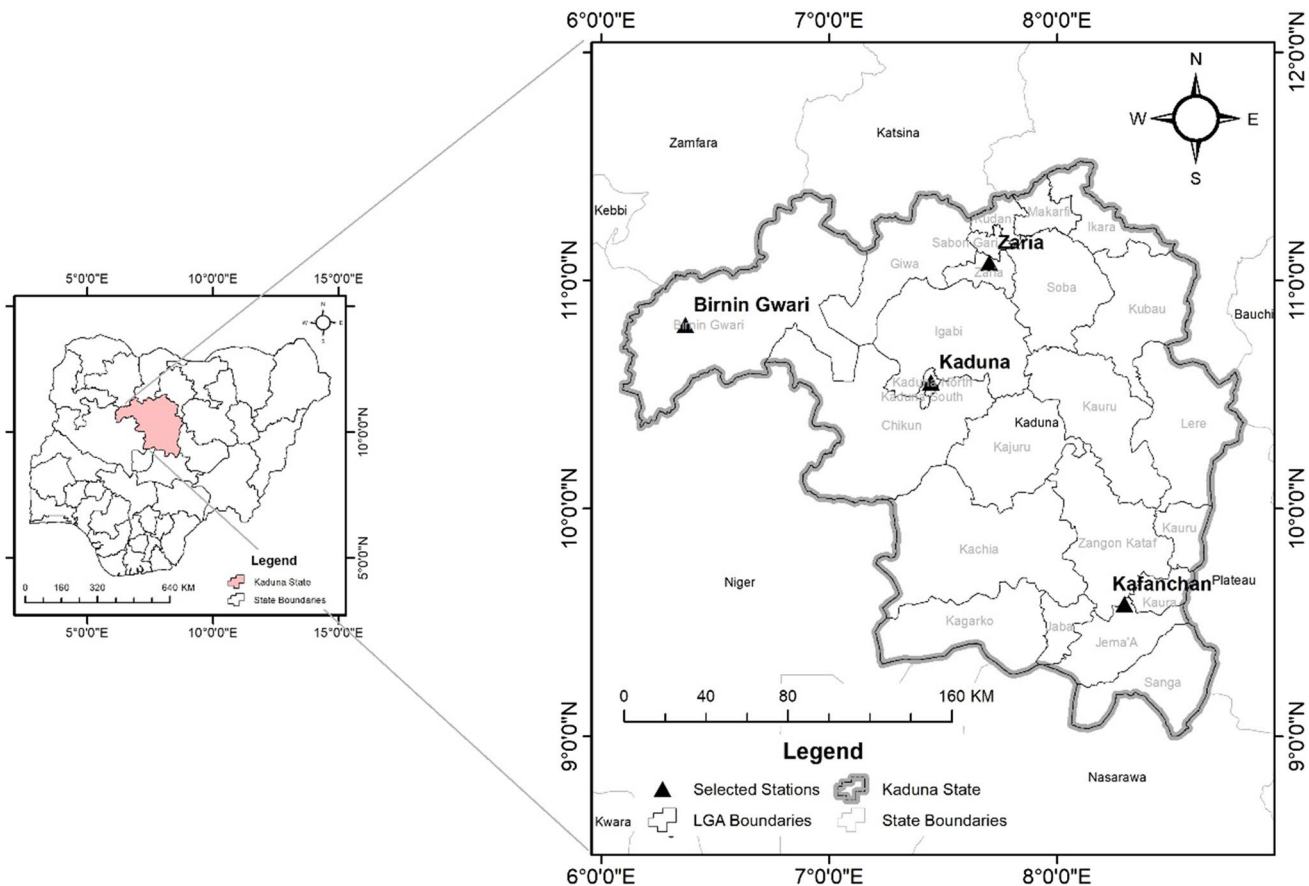 5°0'0"E 10°0'0"E 15°0'0"E
N
W E
S
10°0'0"N
5°0'0"N
Legend
Kaduna State
State Boundaries
0 160 320 640 KM
5°0'0"E 10°0'0"E 15°0'0"E
6°0'0"E 7°0'0"E 8°0'0"E
12°0'0"N
N
W E
S
Zamfara
Katsina
Kebbi
Kudan
Makarfi
Ikara
Sabon Gari
Zaria
Giwa
Zaria
Soba
11°0'0"N 11°0'0"N
Birnin Gwari
Birnin Gwari
Kubau
Bauchi
Igabi
Kaduna
Kaduna North
Kaduna South
Chikun
Kaduna
Kauru
Lere
Kajuru
10°0'0"N 10°0'0"N
Kauru
Kachia
Zangon Kataf
Niger
Kafanchan
Plateau
Kaura
Kagarko
Jaba
Jema'A
Sanga
0 40 80 160 KM
9°0'0"N 9°0'0"N
Legend
Selected Stations Kaduna State
LGA Boundaries State Boundaries
Nasarawa
Kwara
6°0'0"E 7°0'0"E 8°0'0"E